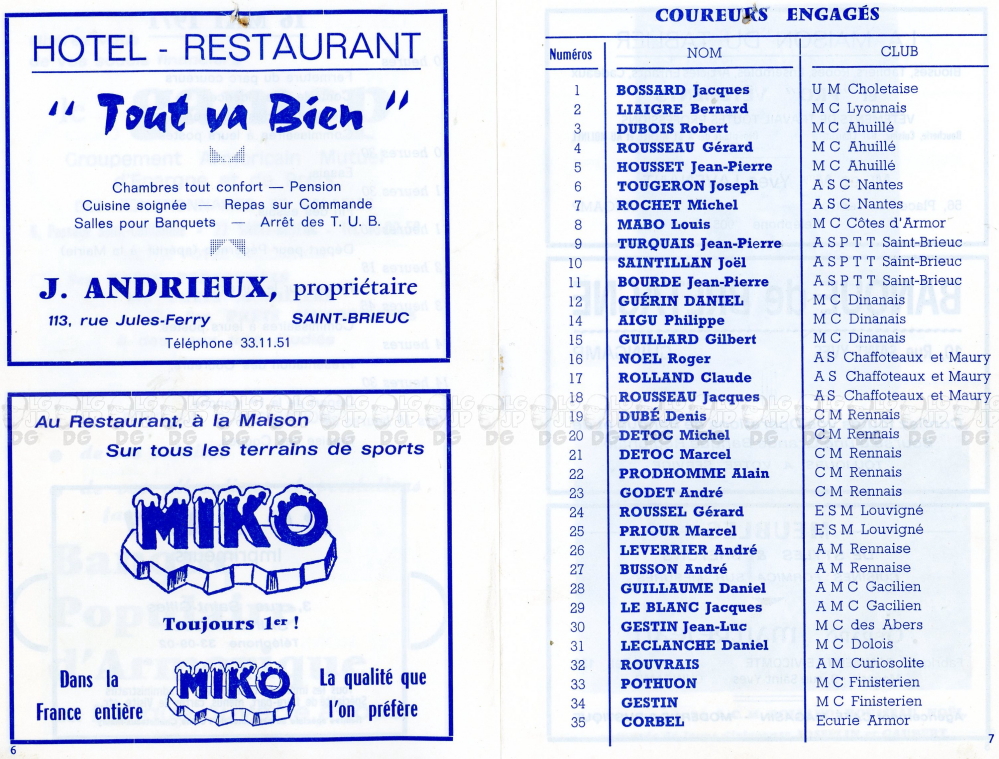 HOTEL - RESTAURANT
“ Tout va Bien ”
Chambres tout confort — Pension
Cuisine soignée — Repas sur Commande
Salles pour Banquets — Arrêt des T. U. B.
J. ANDRIEUX, propriétaire
113, rue Jules-Ferry SAINT-BRIEUC
Téléphone 33.11.51
Au Restaurant, à la Maison
Sur tous les terrains de sports
MIKO
Toujours 1er !
Dans la
France entière
MIKO
La qualité que
l'on préfère
6
COUREURS ENGAGÉS
Numéros NOM CLUB
1 BOSSARD Jacques U M Choletaise
2 LIAIGRE Bernard M C Lyonnais
3 DUBOIS Robert M C Ahuillé
4 ROUSSEAU Gérard M C Ahuillé
5 HOUSSET Jean-Pierre M C Ahuillé
6 TOUGERON Joseph A S C Nantes
7 ROCHET Michel A S C Nantes
8 MABO Louis M C Côtes d'Armor
9 TURQUAIS Jean-Pierre A S P T T Saint-Brieuc
10 SAINTILLAN Joël A S P T T Saint-Brieuc
11 BOURDE Jean-Pierre A S P T T Saint-Brieuc
12 GUÉRIN DANIEL M C Dinanais
14 AIGU Philippe M C Dinanais
15 GUILLARD Gilbert M C Dinanais
16 NOEL Roger A S Chaffoteaux et Maury
17 ROLLAND Claude A S Chaffoteaux et Maury
18 ROUSSEAU Jacques A S Chaffoteaux et Maury
19 DUBÉ Denis C M Rennais
20 DETOC Michel C M Rennais
21 DETOC Marcel C M Rennais
22 PRODHOMME Alain C M Rennais
23 GODET André C M Rennais
24 ROUSSEL Gérard E S M Louvigné
25 PRIOUR Marcel E S M Louvigné
26 LEVERRIER André A M Rennaise
27 BUSSON André A M Rennaise
28 GUILLAUME Daniel A M C Gacilien
29 LE BLANC Jacques A M C Gacilien
30 GESTIN Jean-Luc M C des Abers
31 LECLANCHE Daniel M C Dolois
32 ROUVRAIS A M Curiosolite
33 POTHUON M C Finisterien
34 GESTIN M C Finisterien
35 CORBEL Ecurie Armor
7